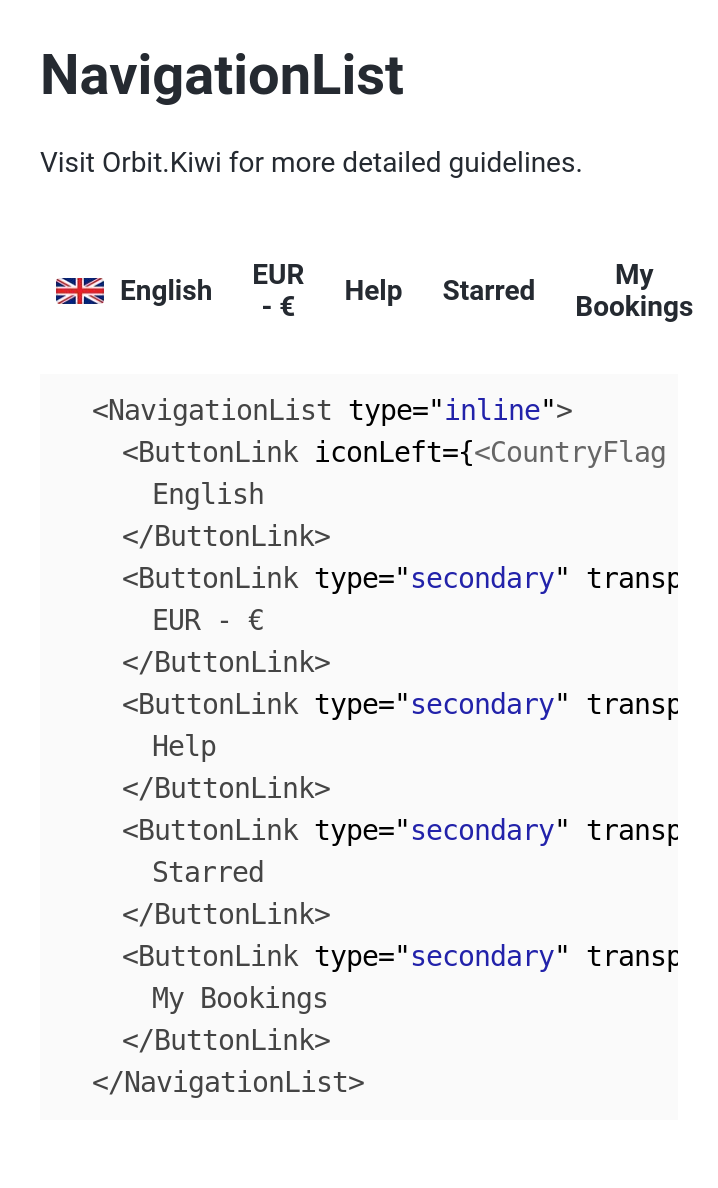 NavigationList
Visit Orbit.Kiwi for more detailed guidelines.
English
EUR
- €
Help
Starred
My
Bookings
<NavigationList type="inline">
<ButtonLink iconLeft={<CountryFlag
English
</ButtonLink>
<ButtonLink type="secondary" transp
EUR - €
</ButtonLink>
<ButtonLink type="secondary" transp
Help
</ButtonLink>
<ButtonLink type="secondary" transp
Starred
</ButtonLink>
<ButtonLink type="secondary" transp
My Bookings
</ButtonLink>
</NavigationList>